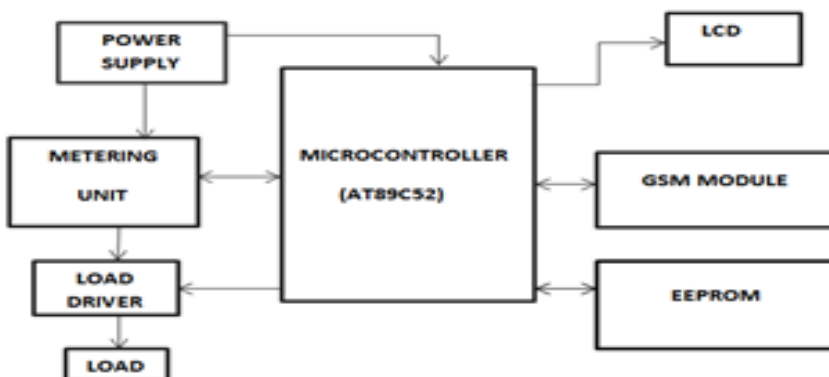 POWER
SUPPLY
LCD
METERING
UNIT
MICROCONTROLLER
(AT89C52)
GSM MODULE
LOAD
DRIVER
EEPROM
LOAD